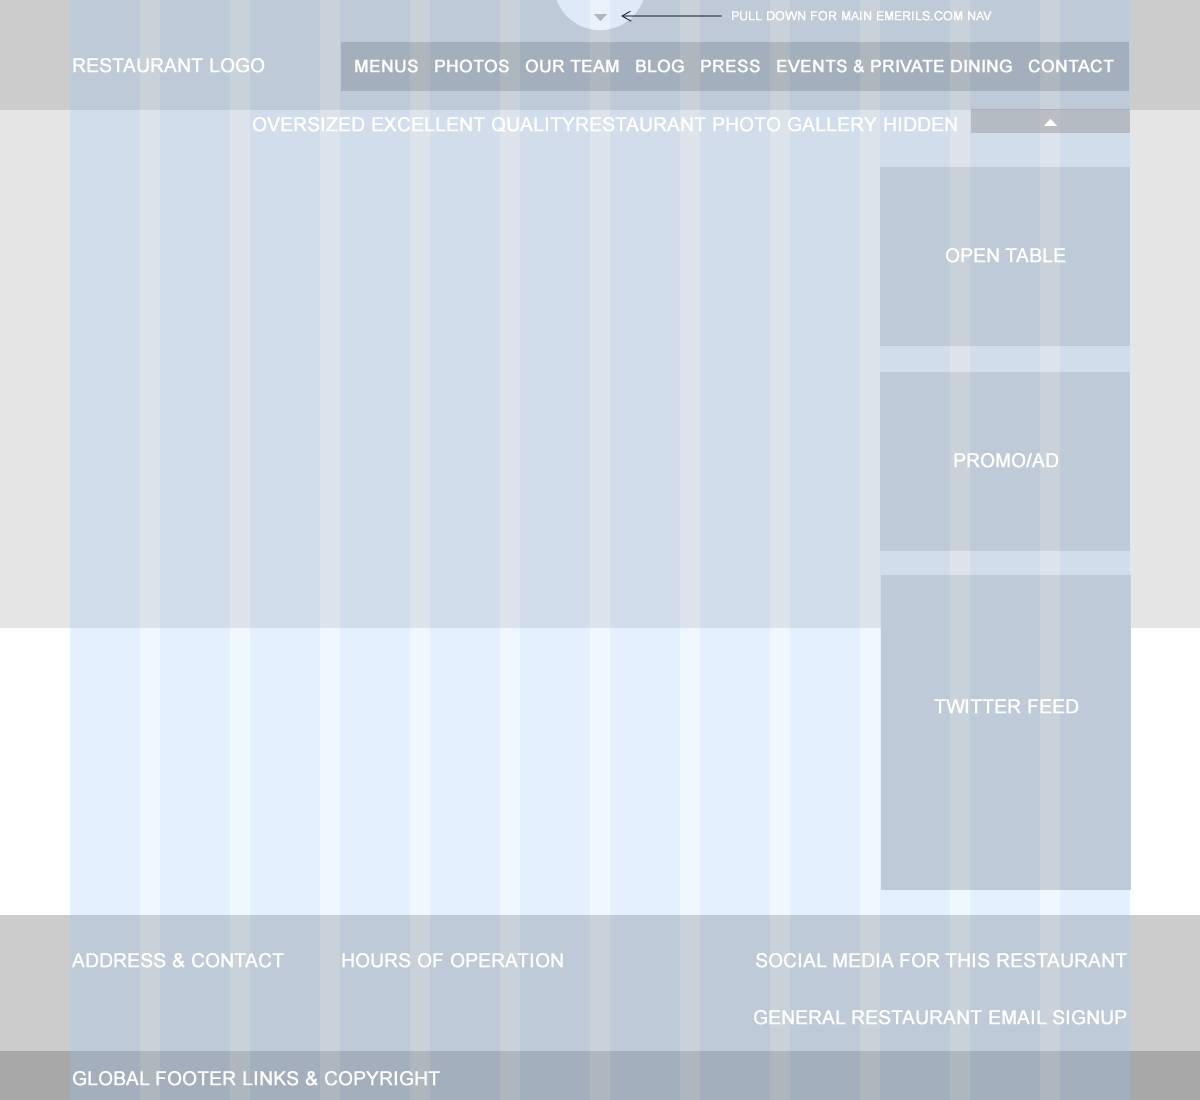 PULL DOWN FOR MAIN EMERILS.COM NAV
RESTAURANT LOGO
MENUS PHOTOS OUR TEAM BLOG PRESS EVENTS & PRIVATE DINING CONTACT
OVERSIZED EXCELLENT QUALITYRESTAURANT PHOTO GALLERY HIDDEN
OPEN TABLE
PROMO/AD
TWITTER FEED
ADDRESS & CONTACT
HOURS OF OPERATION
SOCIAL MEDIA FOR THIS RESTAURANT
GENERAL RESTAURANT EMAIL SIGNUP
GLOBAL FOOTER LINKS & COPYRIGHT